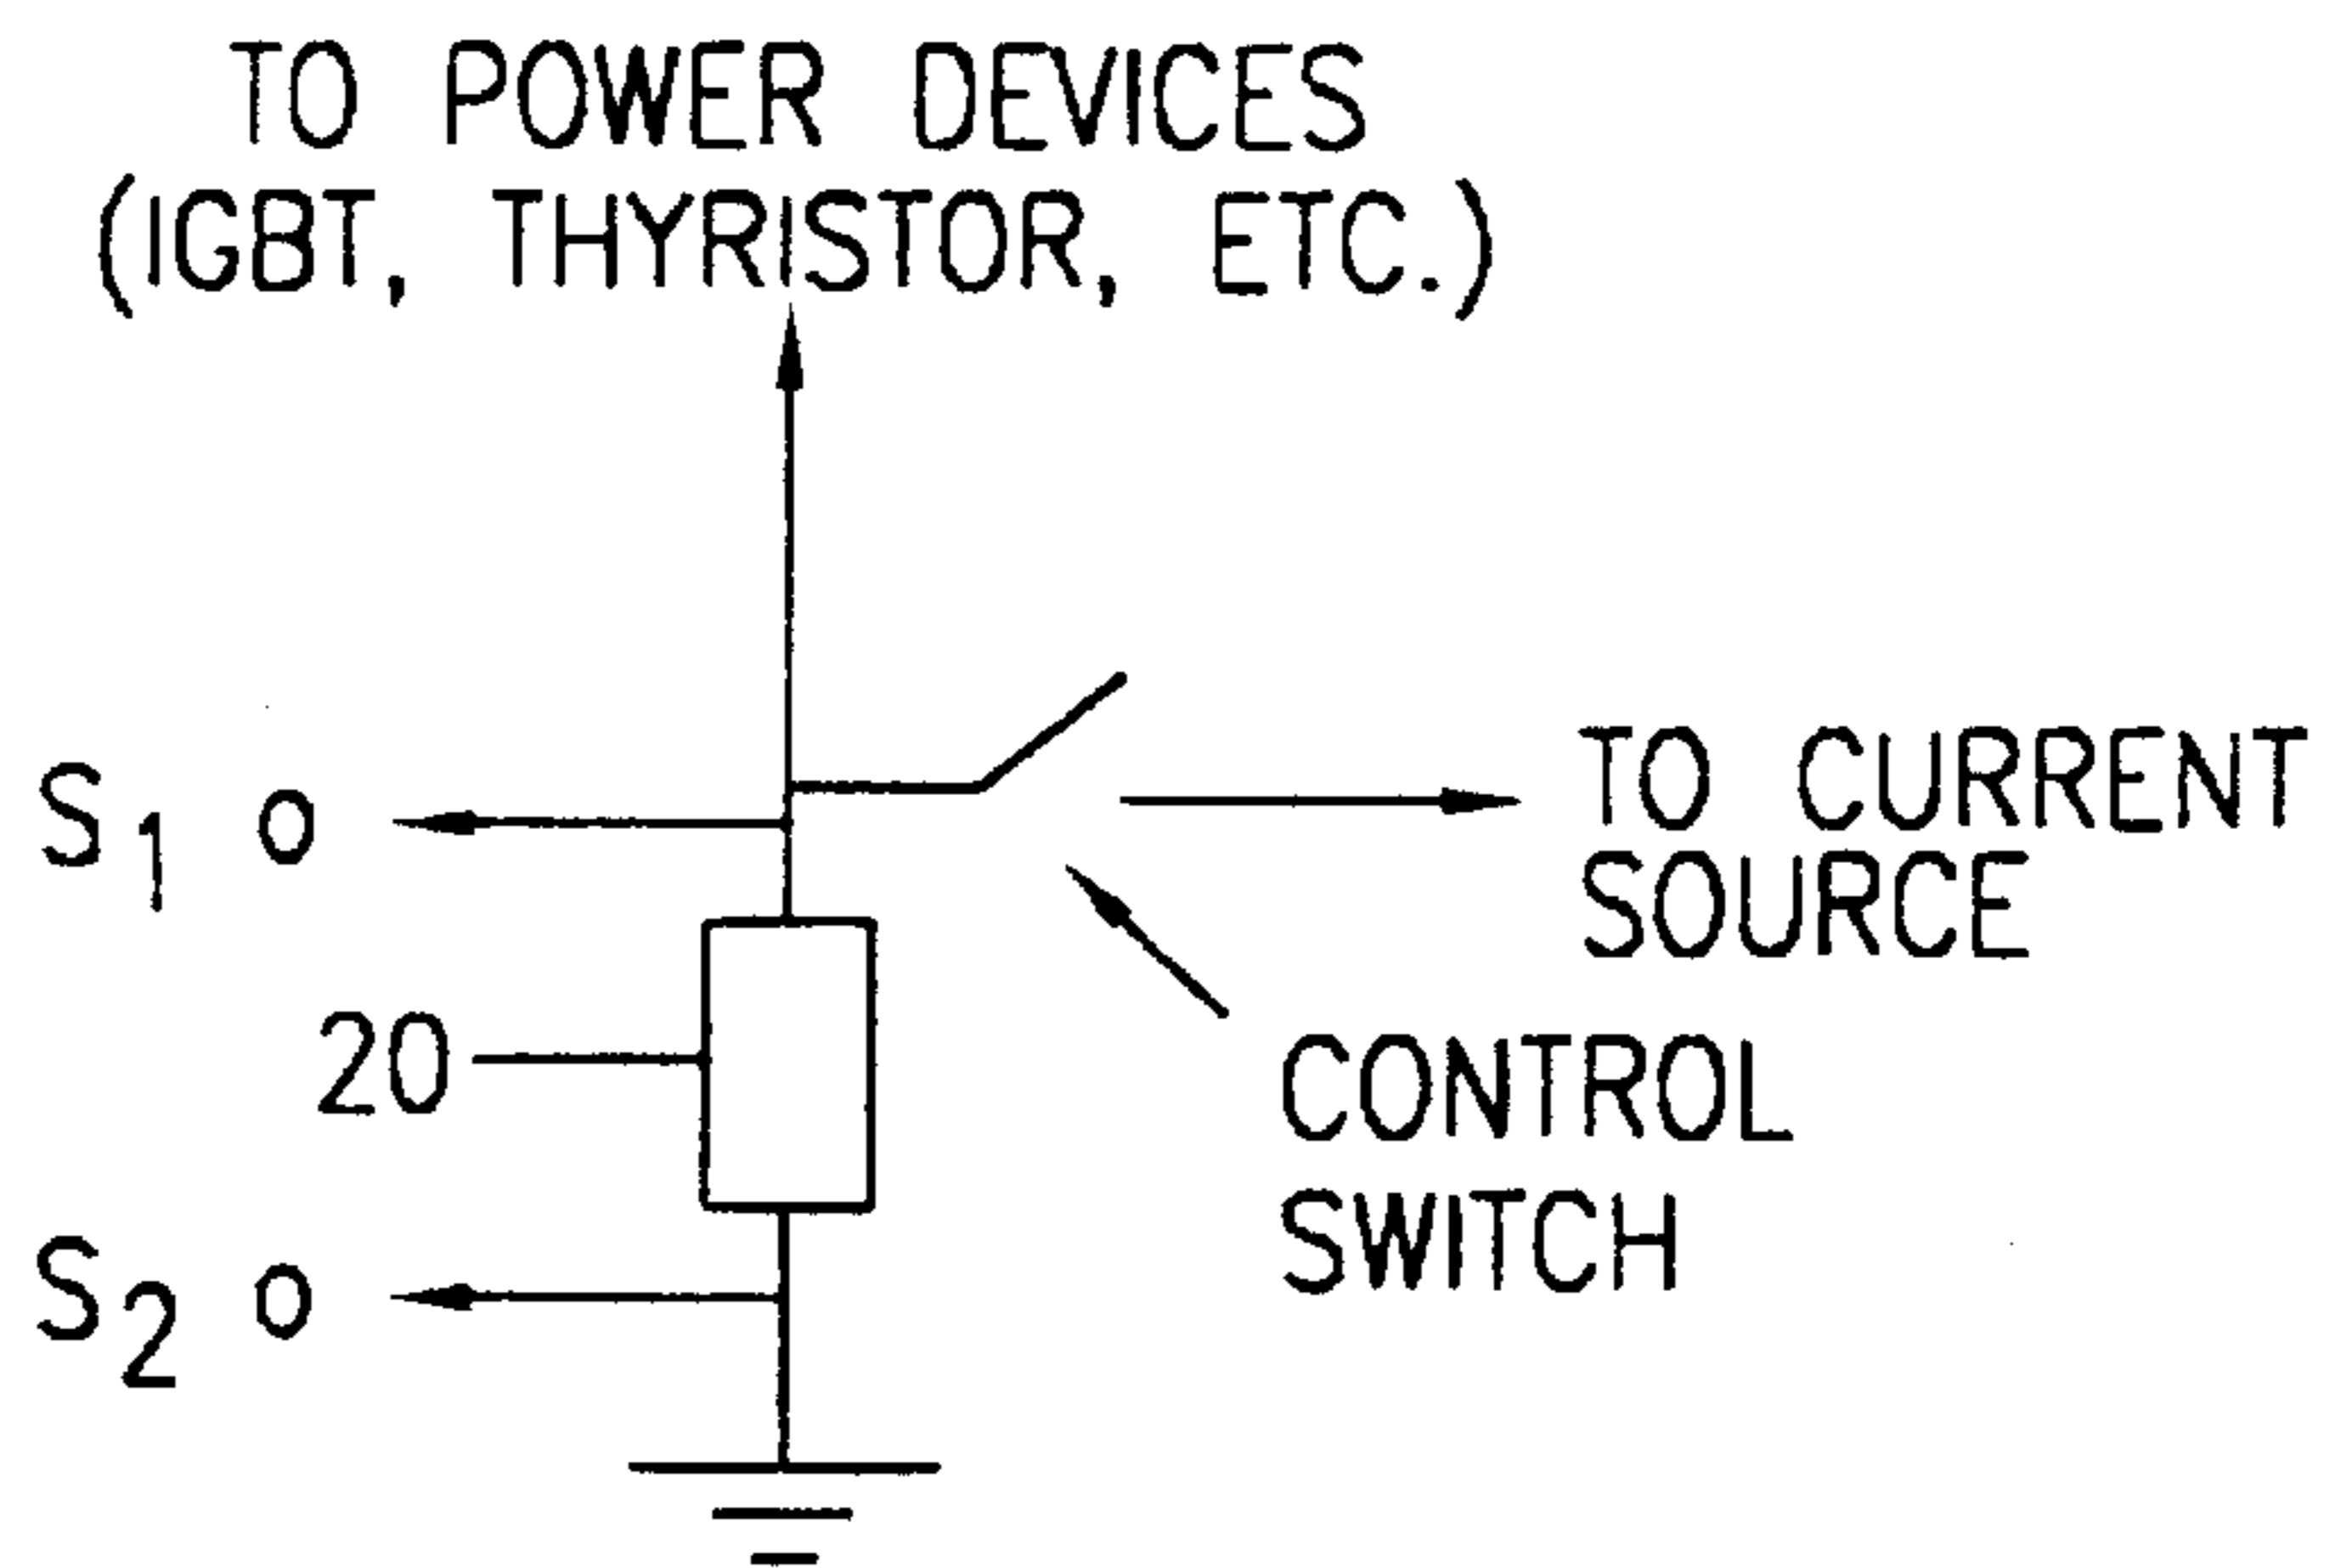 TO POWER DEVICES
(IGBT, THYRISTOR, ETC.)
S1
TO CURRENT
SOURCE
20
CONTROL
SWITCH
S2